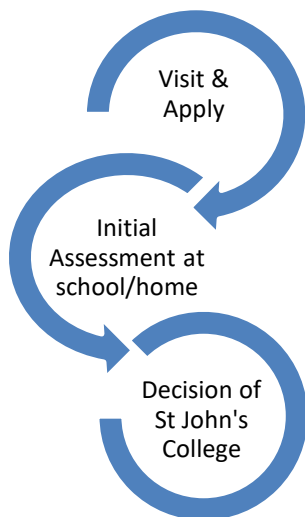 Visit &
Apply
Initial
Assessment at
school/home
Decision of
St John's
College